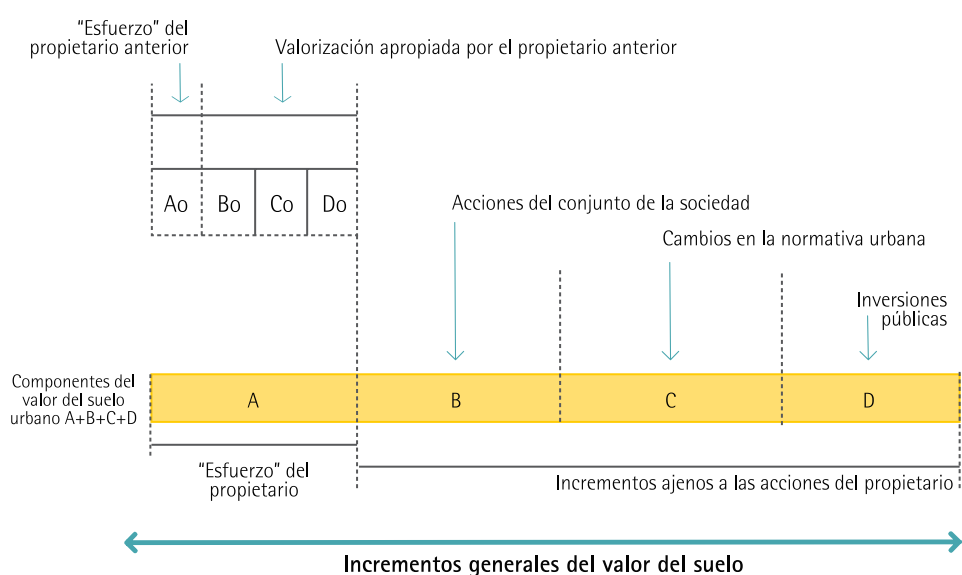 “Esfuerzo” del
propietario anterior
Valorización apropiada por el propietario anterior
Ao Bo Co Do
Acciones del conjunto de la sociedad
Cambios en la normativa urbana
Inversiones
públicas
Componentes del
valor del suelo
urbano A+B+C+D
A B C D
“Esfuerzo” del
propietario
Incrementos ajenos a las acciones del propietario
Incrementos generales del valor del suelo